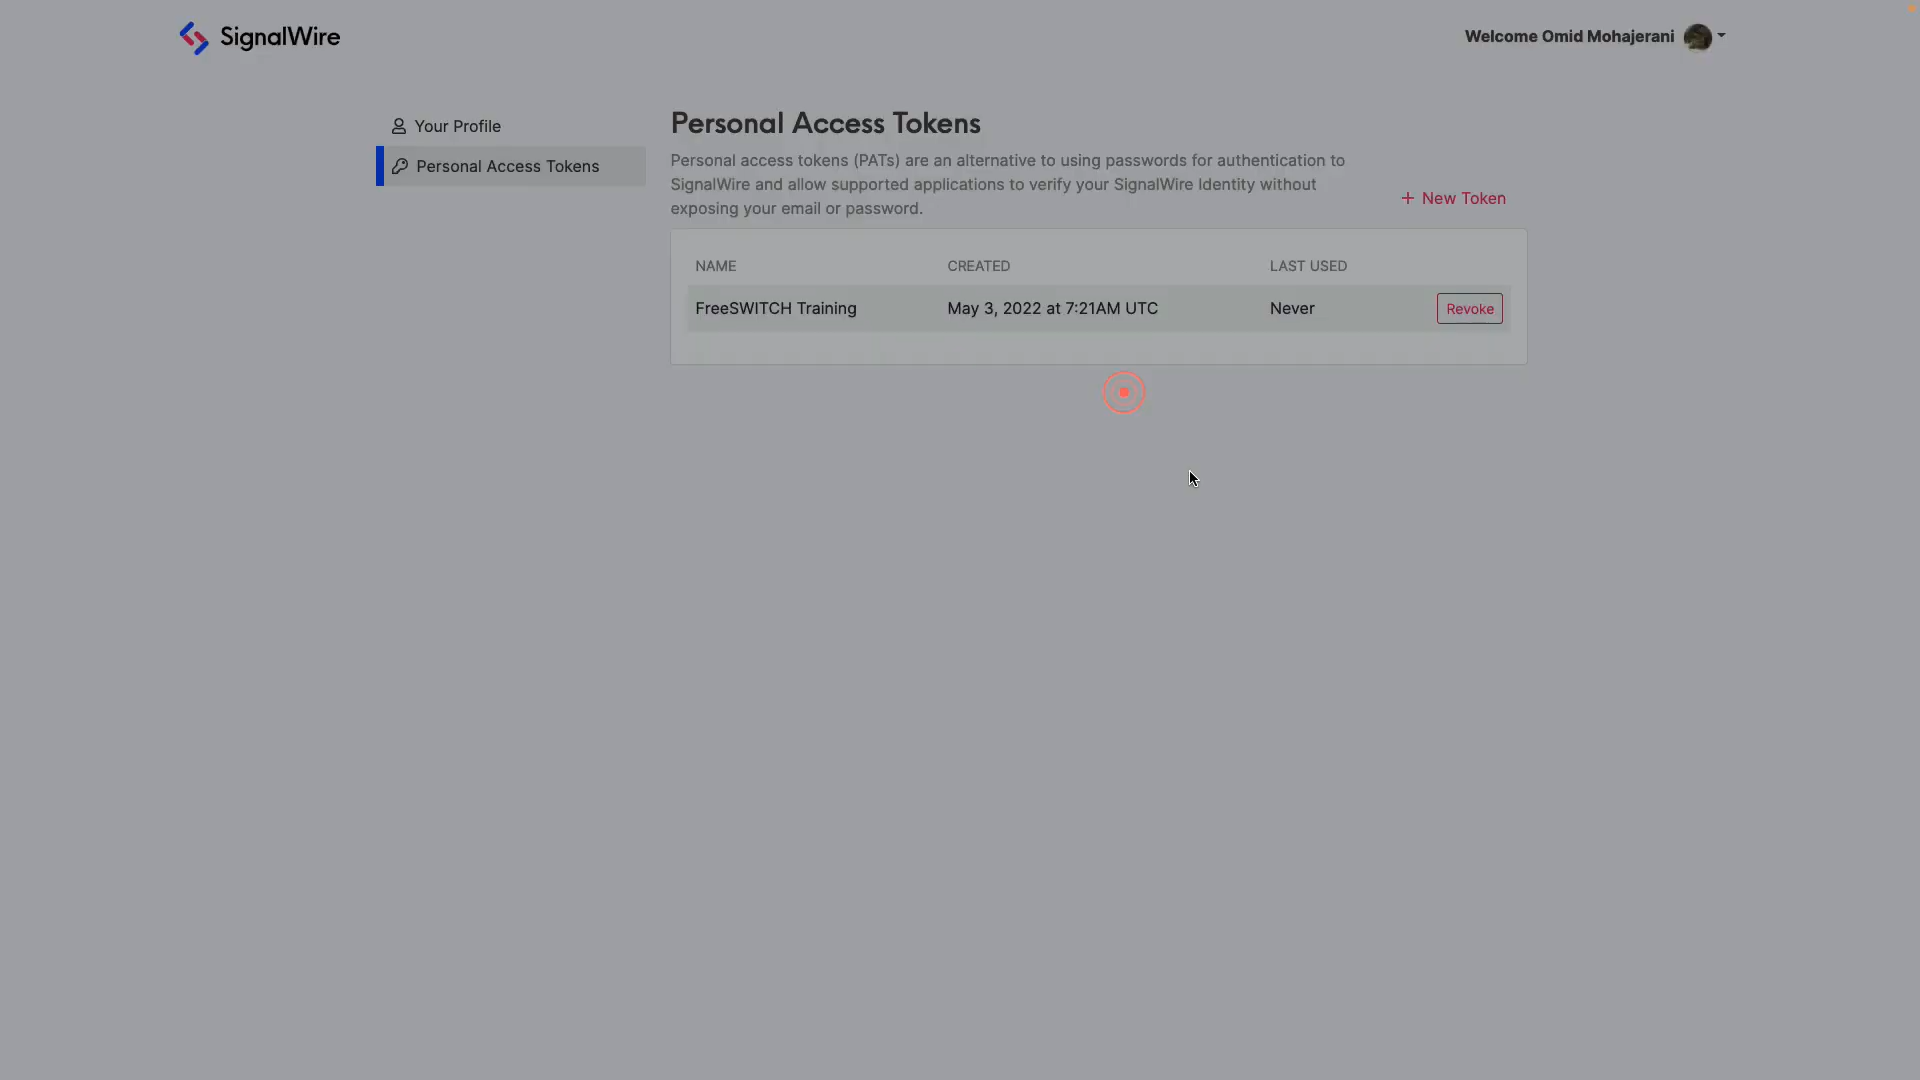 SignalWire
Welcome Omid Mohajerani
Your Profile
Personal Access Tokens
Personal Access Tokens
Personal access tokens (PATs) are an alternative to using passwords for authentication to
SignalWire and allow supported applications to verify your SignalWire Identity without
exposing your email or password.
+ New Token
NAME CREATED LAST USED
FreeSWITCH Training May 3, 2022 at 7:21AM UTC Never Revoke